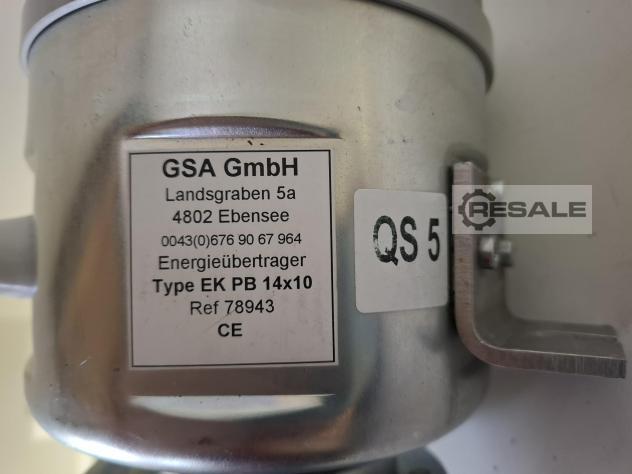 GSA GmbH
Landsgraben 5a
4802 Ebensee
0043(0)676 90 67 964
Energieübertrager
Type EK PB 14x10
Ref 78943
CE
QS 5
RESALE